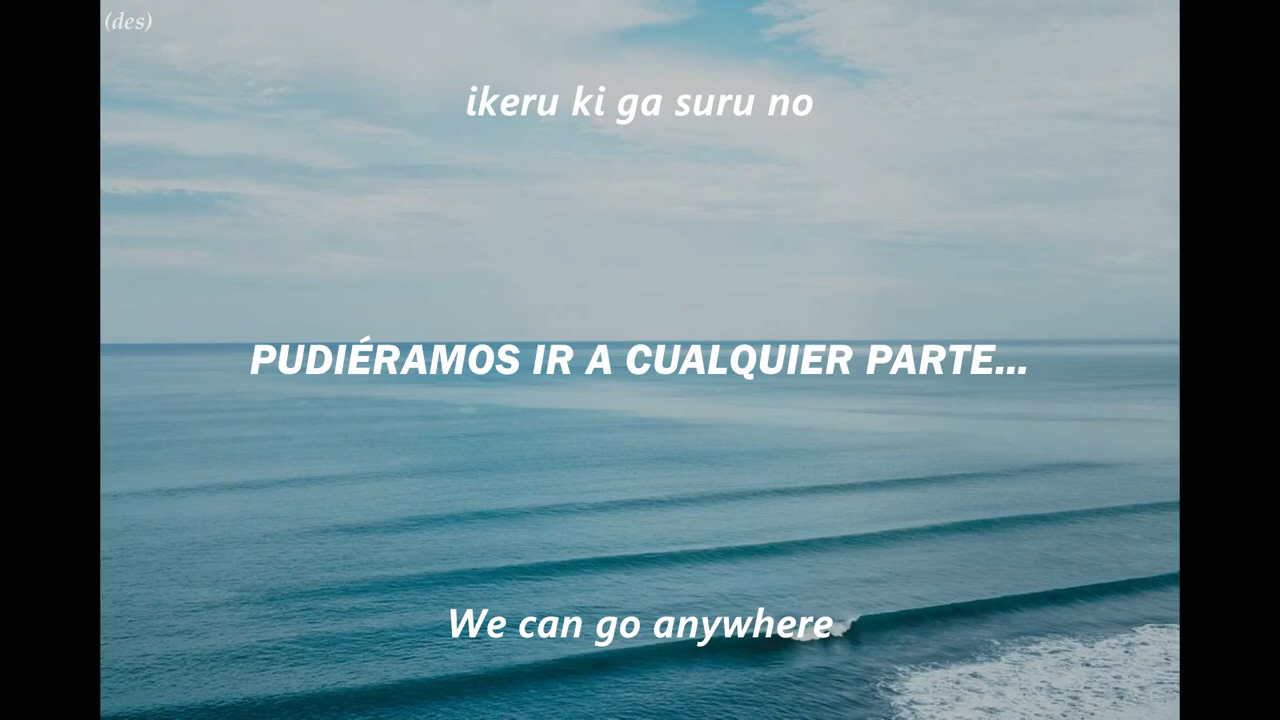 (des)
ikeru ki ga suru no
PUDIÉRAMOS IR A CUALQUIER PARTE...
We can go anywhere